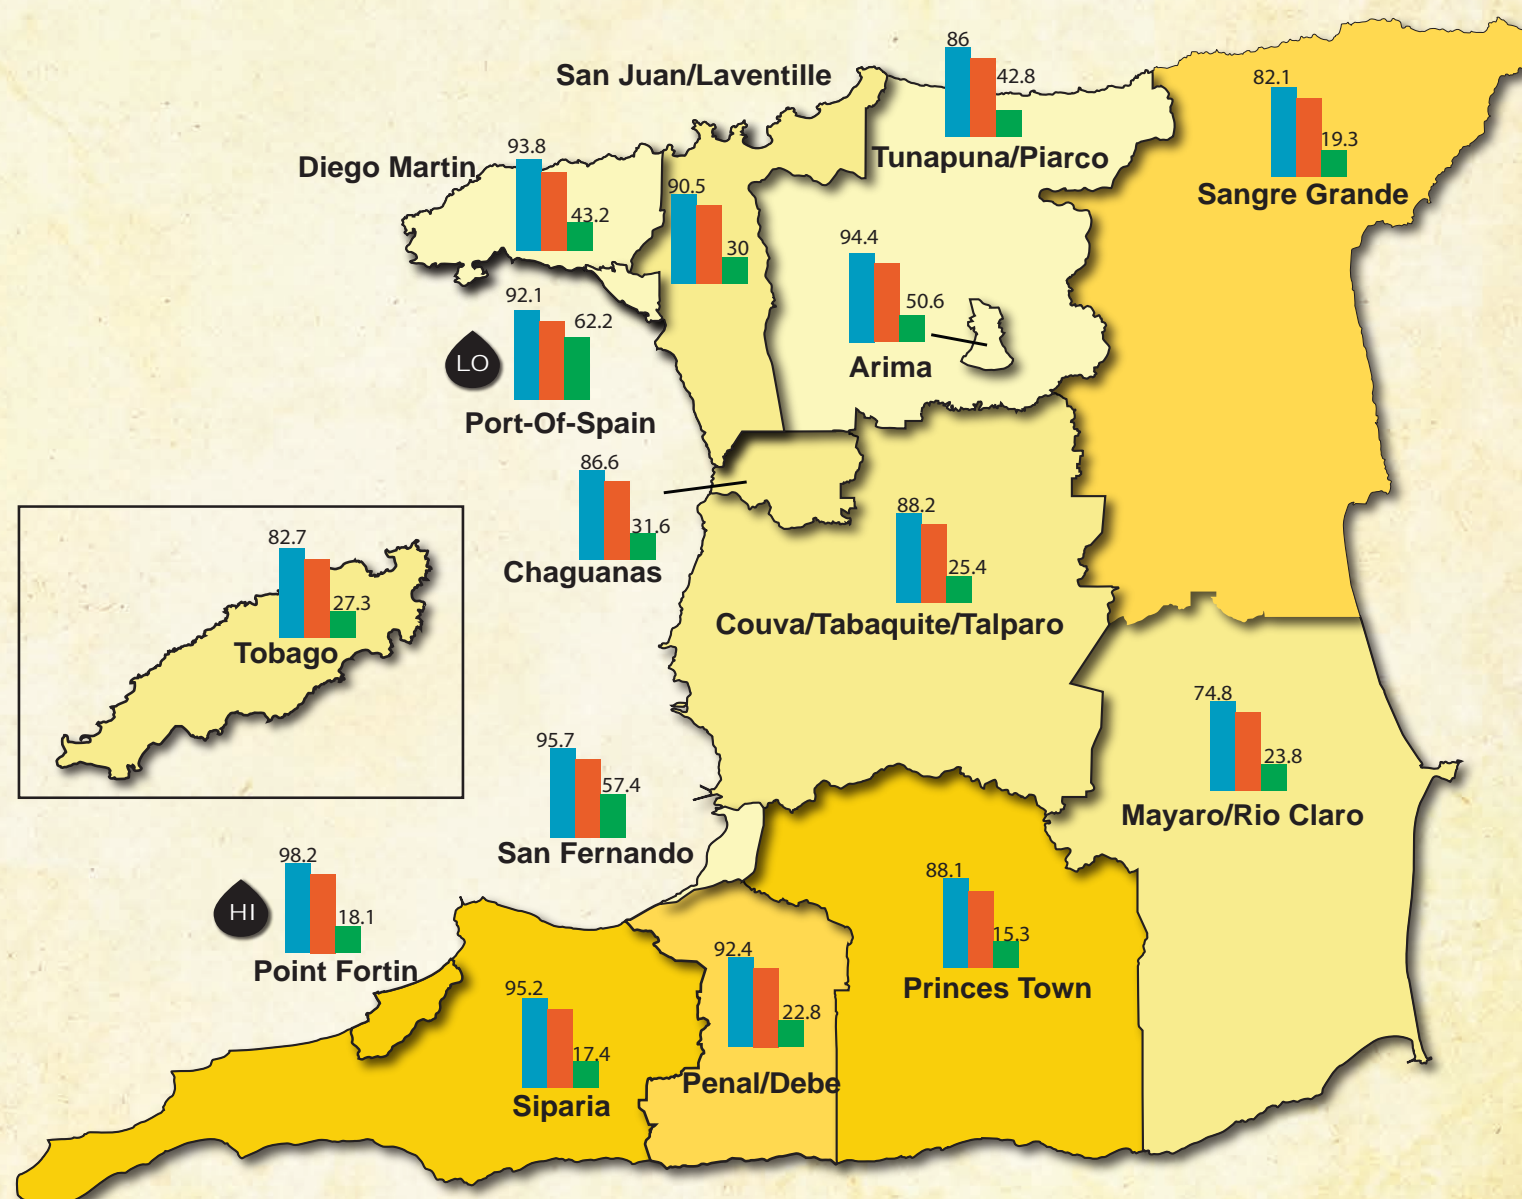 86
San Juan/Laventille
42.8
82.1
Tunapuna/Piarco
19.3
Sangre Grande
93.8
Diego Martin
43.2
90.5
30
94.4
50.6
Arima
92.1
62.2
LO
Port-Of-Spain
86.6
31.6
Chaguanas
88.2
25.4
Couva/Tabaquite/Talparo
82.7
27.3
Tobago
74.8
23.8
Mayaro/Rio Claro
95.7
57.4
San Fernando
98.2
HI
18.1
Point Fortin
88.1
15.3
Princes Town
92.4
22.8
Penal/Debe
95.2
17.4
Siparia